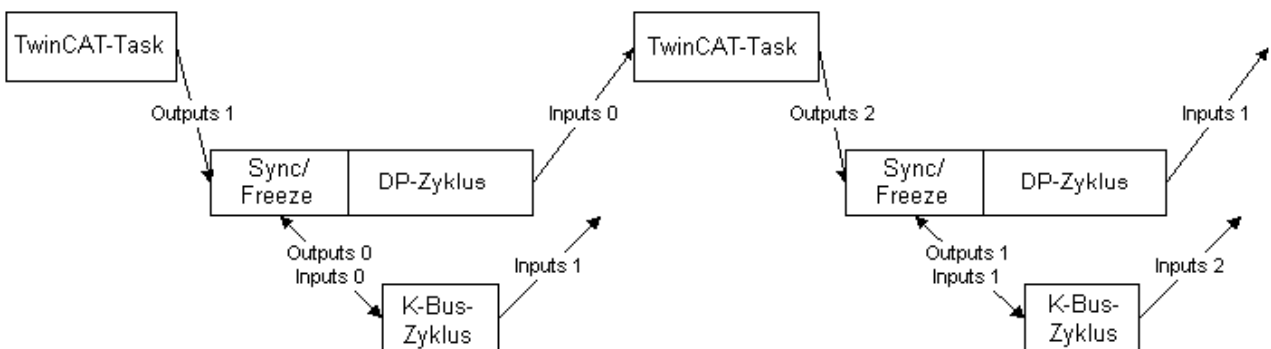 TwinCAT-Task
TwinCAT-Task
Outputs 1
Inputs 0
Outputs 2
Inputs 1
Sync/
Freeze
DP-Zyklus
Sync/
Freeze
DP-Zyklus
Outputs 0
Inputs 0
Inputs 1
Outputs 1
Inputs 1
Inputs 2
K-Bus-
Zyklus
K-Bus-
Zyklus